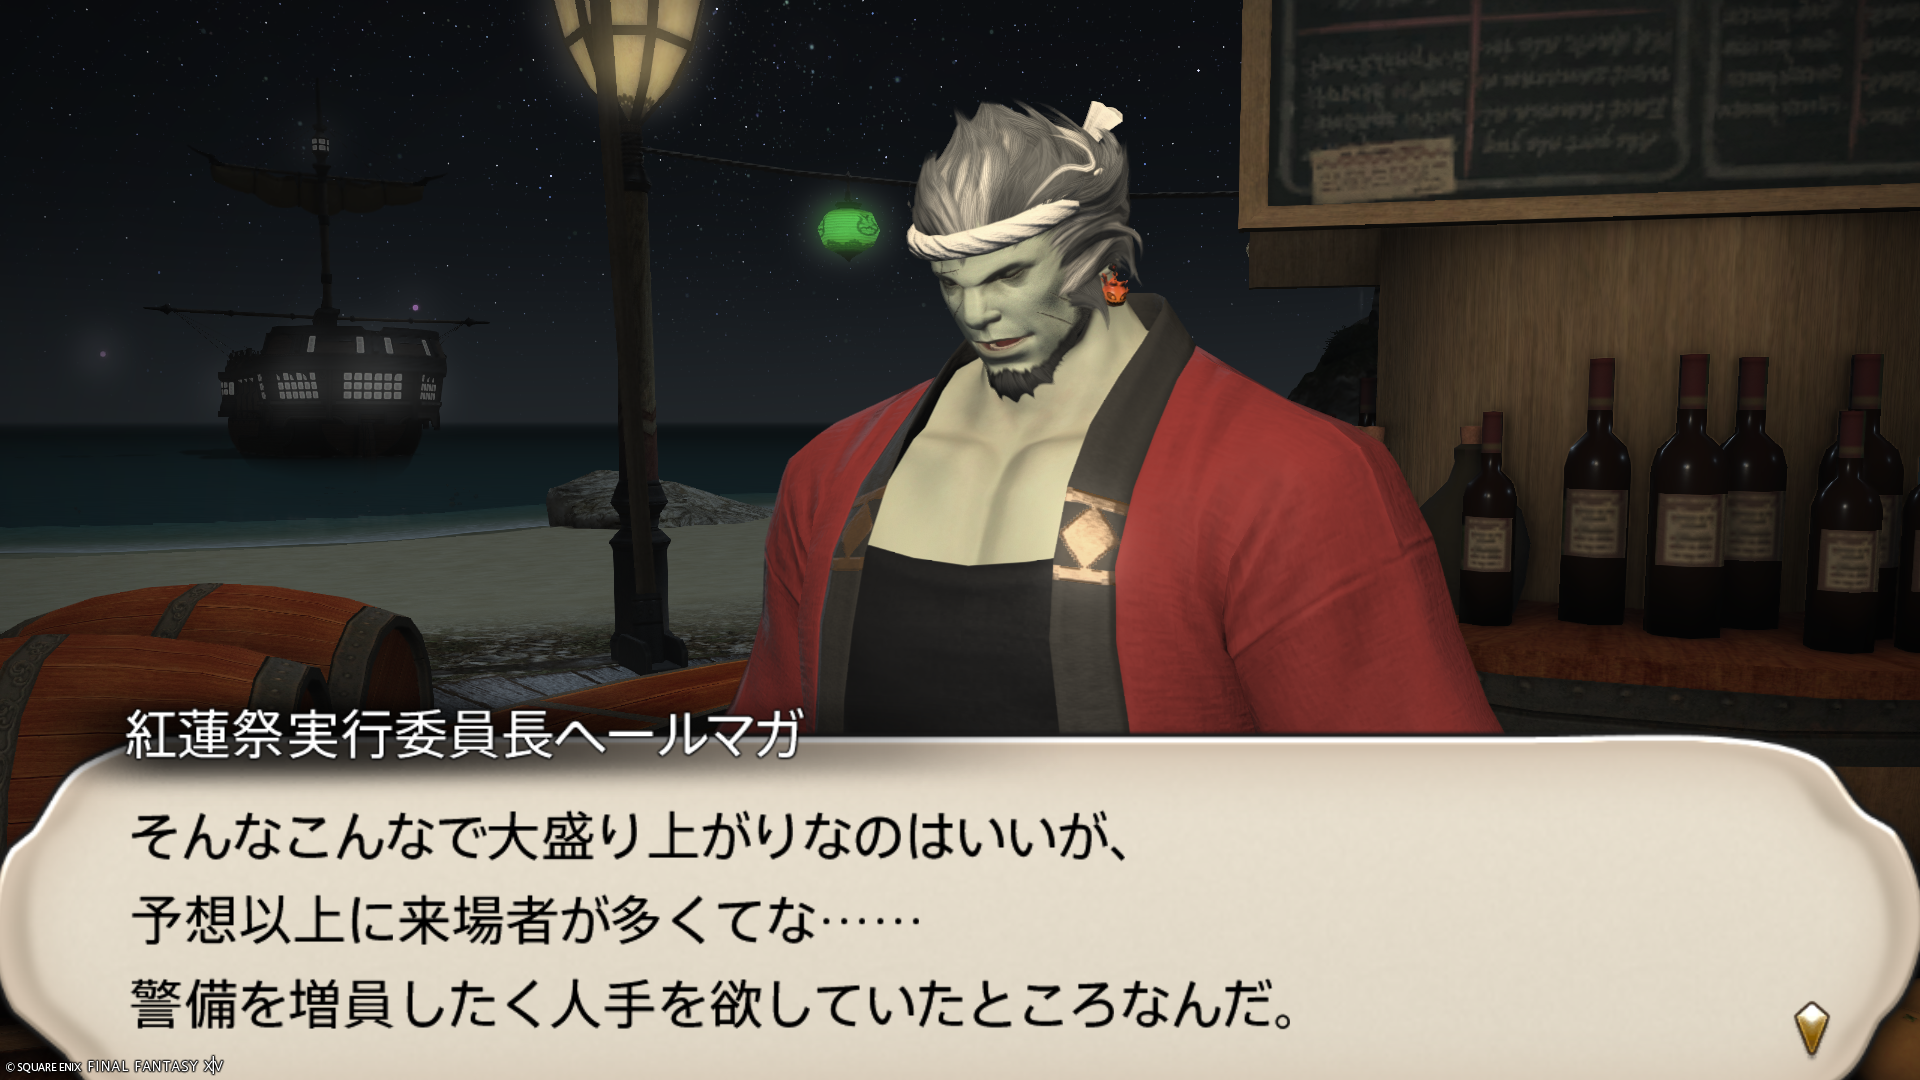 紅蓮祭実行委員長ヘールマガ
そんなこんなで大盛り上がりなのはいいが、
予想以上に来場者が多くてな……
警備を増員したく人手を欲していたところなんだ。
© SQUARE ENIX FINAL FANTASY XIV